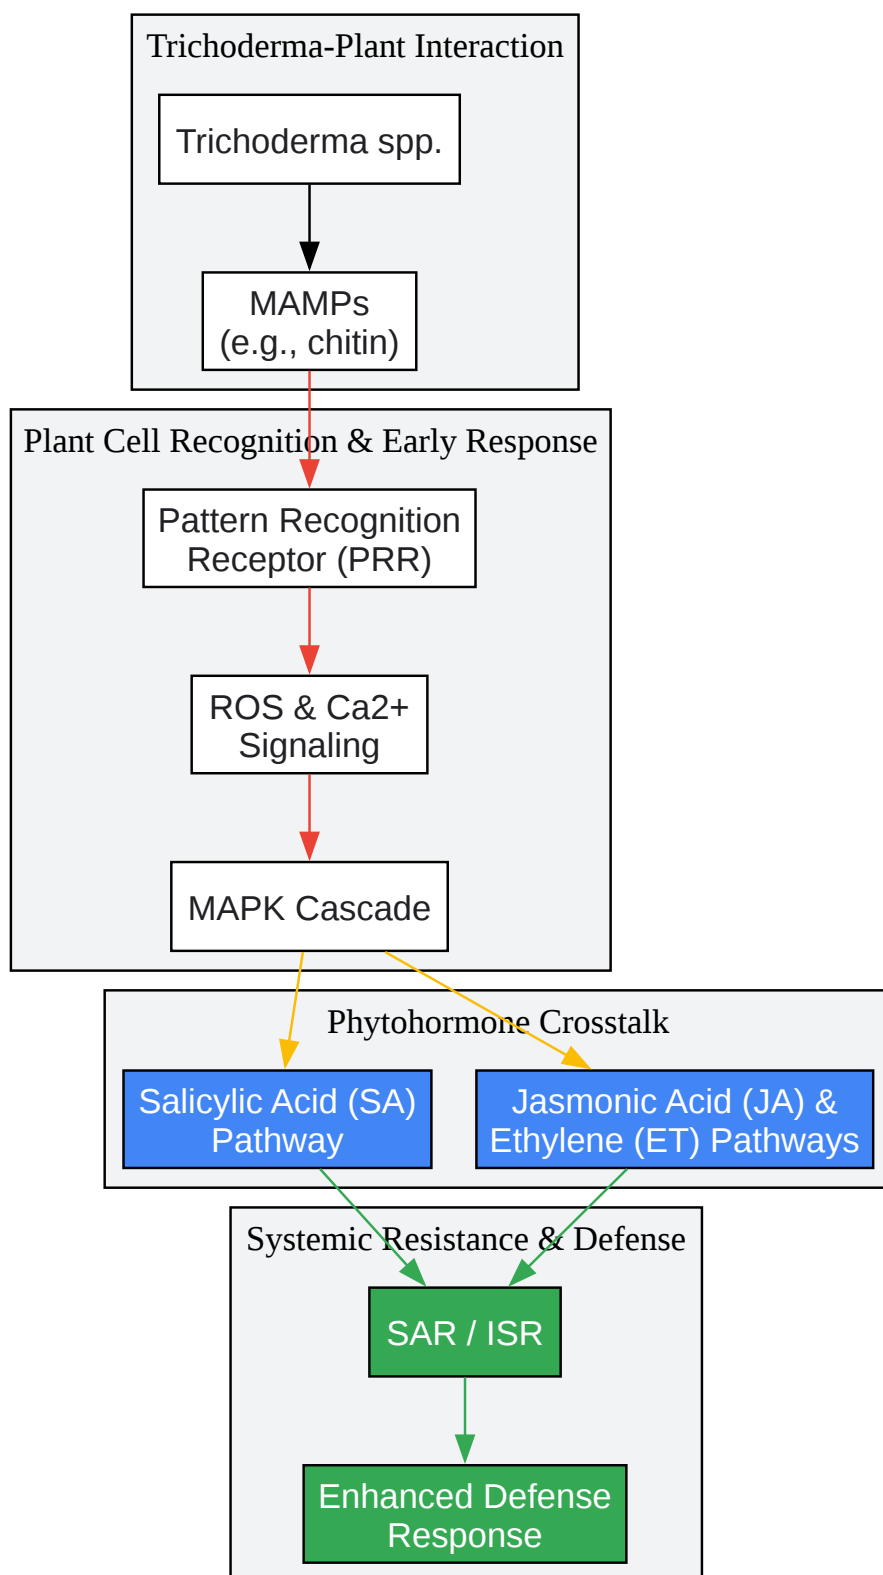 Trichoderma-Plant Interaction
Trichoderma spp.
MAMPs
(e.g., chitin)
Plant Cell Recognition & Early Response
Pattern Recognition
Receptor (PRR)
ROS & Ca2+
Signaling
MAPK Cascade
Phytohormone Crosstalk
Salicylic Acid (SA)
Pathway
Jasmonic Acid (JA) &
Ethylene (ET) Pathways
Systemic Resistance & Defense
SAR / ISR
Enhanced Defense
Response